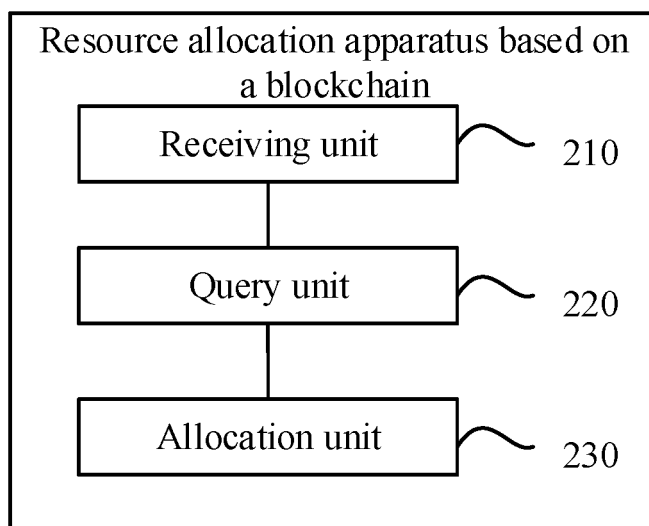 Resource allocation apparatus based on
a blockchain
Receiving unit
210
Query unit
220
Allocation unit
230